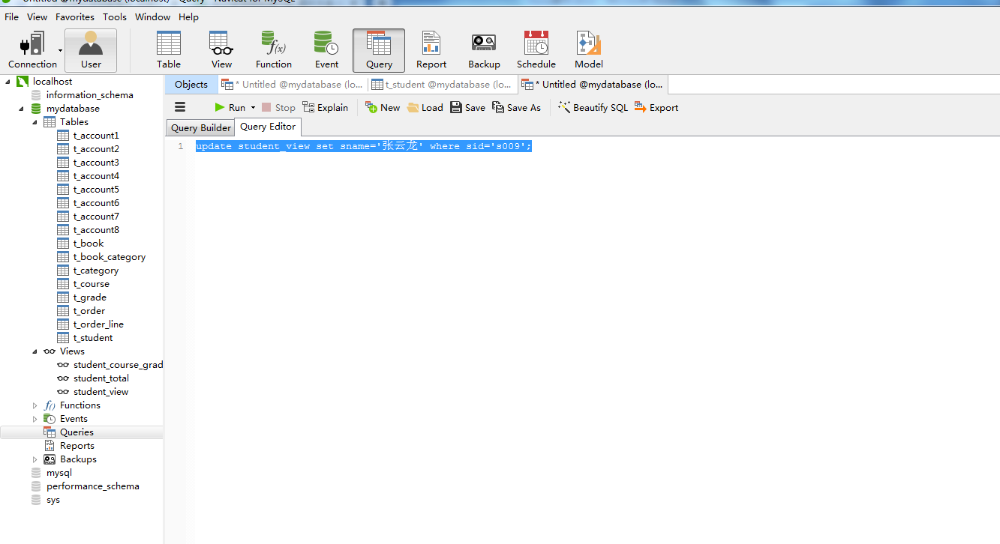 Untitled @mydatabase (localhost) - Query - Navicat for MySQL
File View Favorites Tools Window Help
Connection User Table View Function Event Query Report Backup Schedule Model
localhost
information_schema
mydatabase
Tables
t_account1
t_account2
t_account3
t_account4
t_account5
t_account6
t_account7
t_account8
t_book
t_book_category
t_category
t_course
t_grade
t_order
t_order_line
t_student
Views
student_course_grad
student_total
student_view
Functions
Events
Queries
Reports
Backups
mysql
performance_schema
sys
Objects * Untitled @mydatabase (lo... t_student @mydatabase (lo... * Untitled @mydatabase (lo...
Run Stop Explain New Load Save Save As Beautify SQL Export
Query Builder Query Editor
1 update student_view set sname='张云龙' where sid='s009';